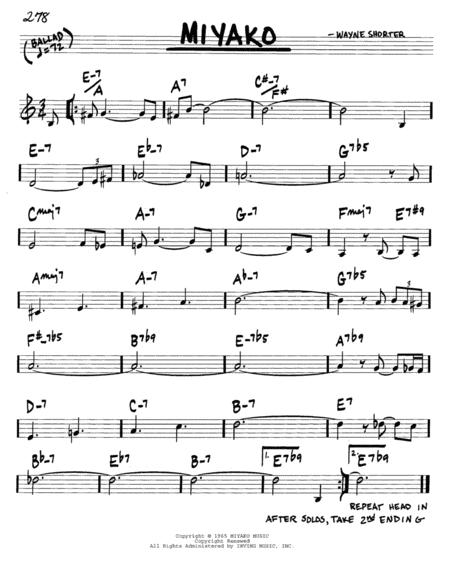 278
MIYAKO
- WAYNE SHORTER
(BALLAD ♩=72)
E-7/A A7 C#-7/F#
3
E-7 Eb-7 D-7 G7b5
3
Cmaj7 A-7 G-7 Fmaj7 E7#9
Amaj7 A-7 Ab-7 G7b5
3
F#-7b5 B7b9 E-7b5 A7b9
D-7 C-7 B-7 E7
Bb-7 Eb7 B-7 1. E7b9 2. E7b9
REPEAT HEAD IN
AFTER SOLOS, TAKE 2nd ENDING
Copyright © 1965 MIYAKO MUSIC
Copyright Renewed
All Rights Administered by IRVING MUSIC, INC.